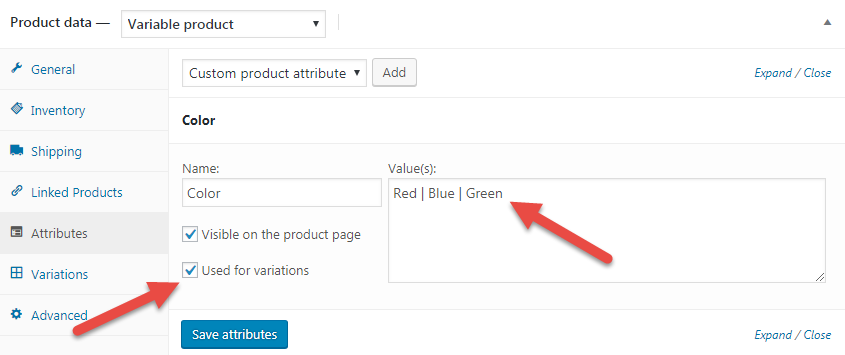 Product data — Variable product
General
Custom product attribute Add Expand / Close
Inventory
Color
Shipping
Name: Value(s):
Linked Products
Color Red | Blue | Green
Attributes
Visible on the product page
Variations
Used for variations
Advanced
Save attributes Expand / Close